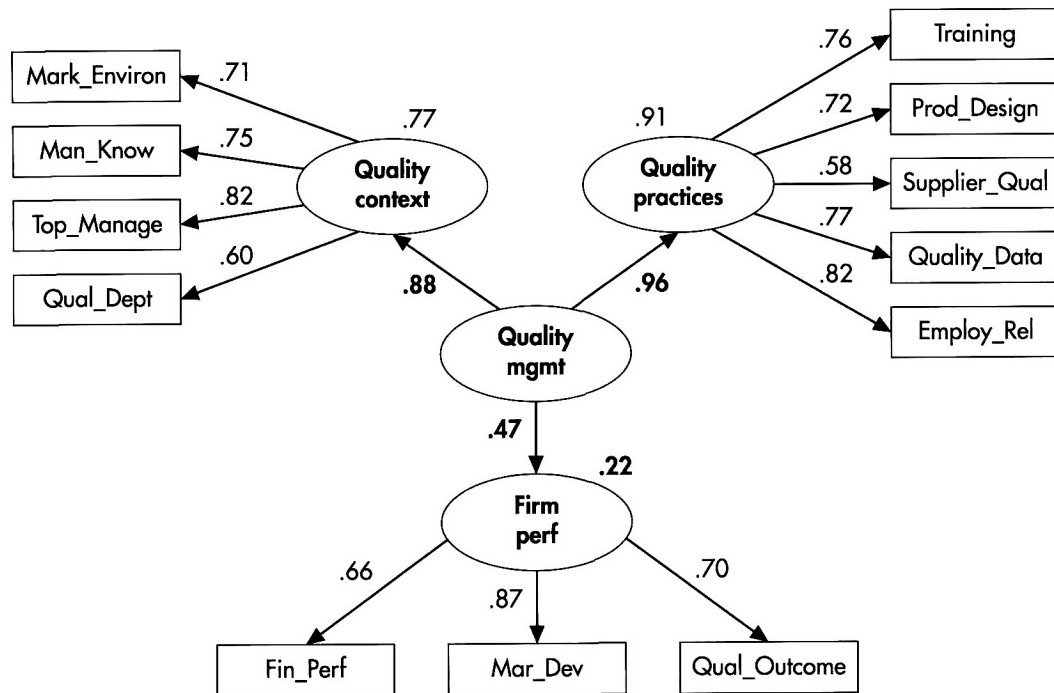 Training
.76
Mark_Environ
.71
.77
.91
.72
Prod_Design
Man_Know
.75
Quality
context
Quality
practices
.58
Supplier_Qual
Top_Manage
.82
.77
Quality_Data
Qual_Dept
.60
.88
.96
.82
Employ_Rel
Quality
mgmt
.47
.22
Firm
perf
.66
.87
.70
Fin_Perf
Mar_Dev
Qual_Outcome